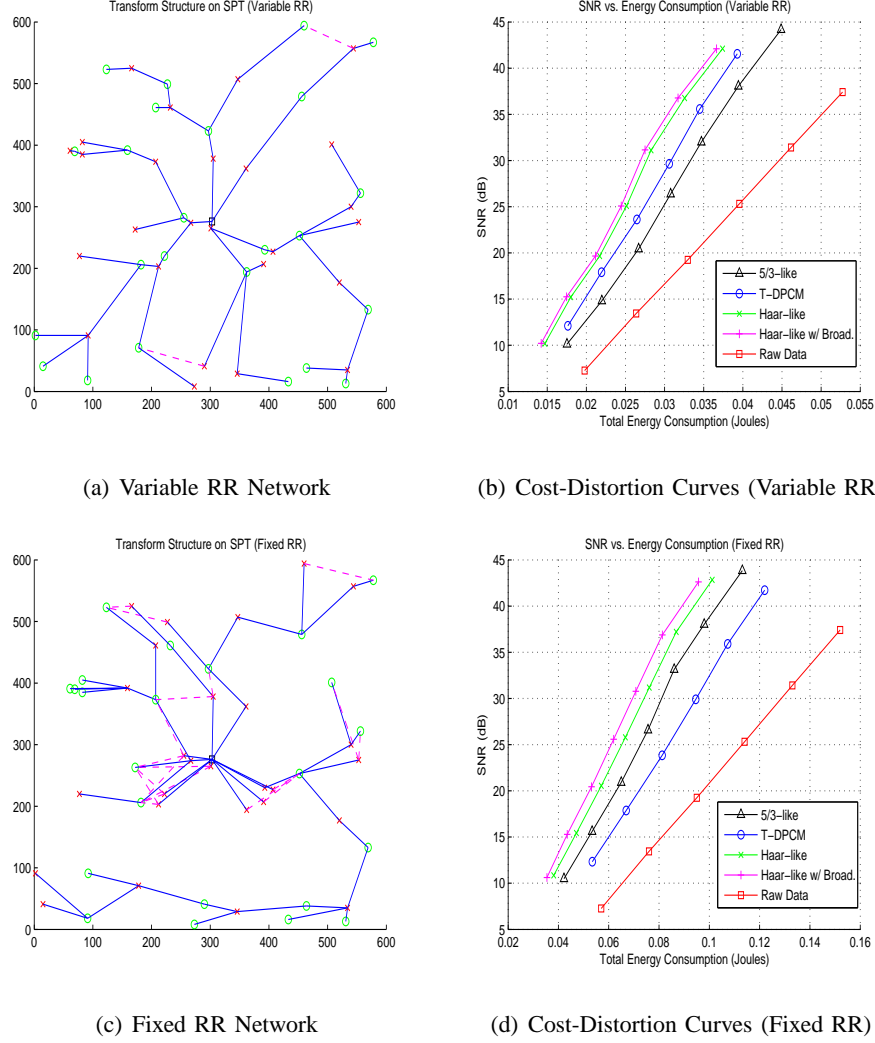 Transform Structure on SPT (Variable RR)
600
500
400
300
200
100
0
0 100 200 300 400 500 600
(a) Variable RR Network
SNR vs. Energy Consumption (Variable RR)
45
40
35
30
25
20
15
10
5
SNR (dB)
0.01 0.015 0.02 0.025 0.03 0.035 0.04 0.045 0.05 0.055
Total Energy Consumption (Joules)
5/3-like
T-DPCM
Haar-like
Haar-like w/ Broad.
Raw Data
(b) Cost-Distortion Curves (Variable RR
Transform Structure on SPT (Fixed RR)
600
500
400
300
200
100
0
0 100 200 300 400 500 600
(c) Fixed RR Network
SNR vs. Energy Consumption (Fixed RR)
45
40
35
30
25
20
15
10
5
SNR (dB)
0.02 0.04 0.06 0.08 0.1 0.12 0.14 0.16
Total Energy Consumption (Joules)
5/3-like
T-DPCM
Haar-like
Haar-like w/ Broad.
Raw Data
(d) Cost-Distortion Curves (Fixed RR)